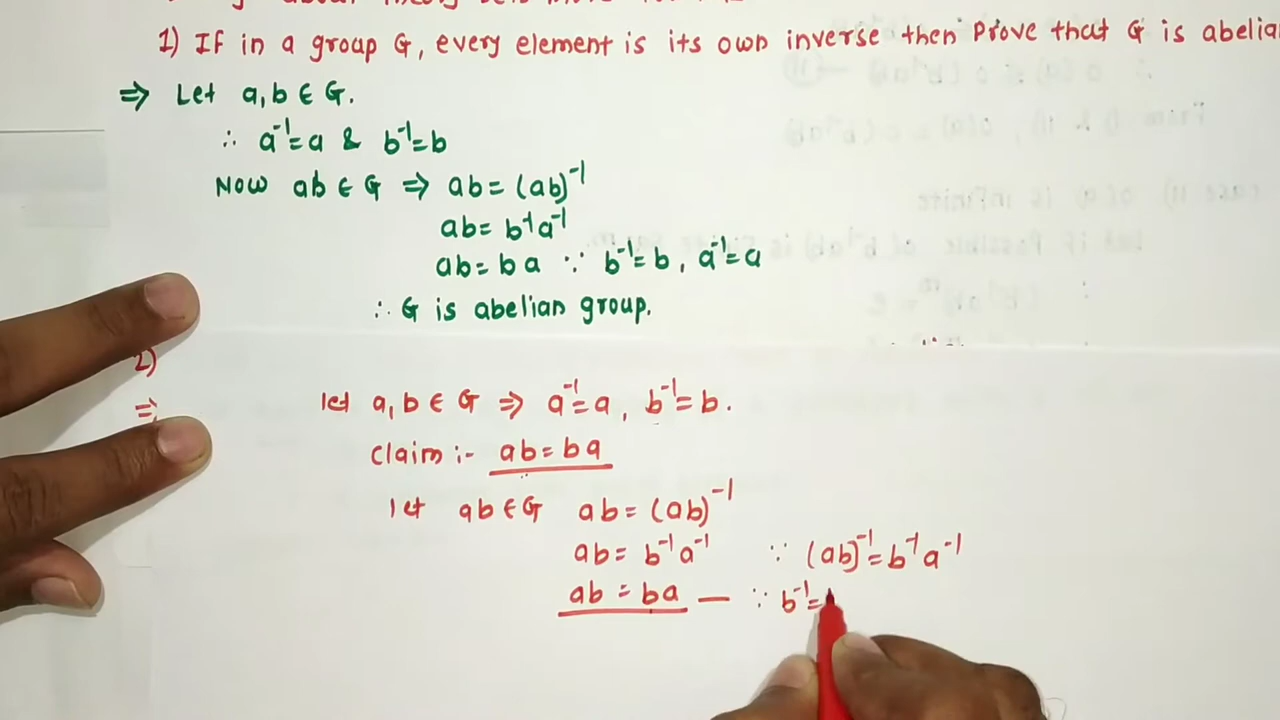 1) If in a group G, every element is its own inverse then Prove that G is abelia
⇒ Let a, b ∈ G.
∴ a⁻¹ = a & b⁻¹ = b
Now ab ∈ G ⇒ ab = (ab)⁻¹
ab = b⁻¹a⁻¹
ab = ba ∵ b⁻¹ = b, a⁻¹ = a
∴ G is abelian group.
2)
⇒ let a, b ∈ G ⇒ a⁻¹ = a, b⁻¹ = b.
Claim :- ab = ba
let ab ∈ G ab = (ab)⁻¹
ab = b⁻¹a⁻¹ ∵ (ab)⁻¹ = b⁻¹a⁻¹
ab = ba — ∵ b⁻¹ =